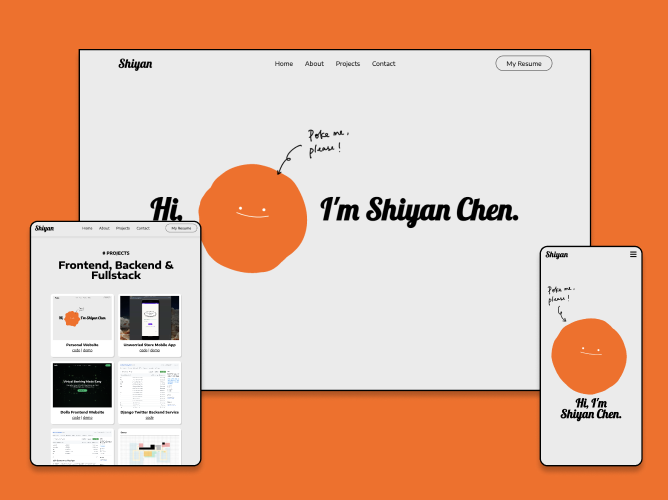 Shiyan
Home About Projects Contact
My Resume
Poke me,
please!
Hi,
I'm Shiyan Chen.
Shiyan
Home About Projects Contact
My Resume
# PROJECTS
Frontend, Backend &
Fullstack
Hi, I'm Shiyan Chen.
Personal Website
code | demo
Unworried Store Mobile App
code | demo
Virtual Banking Made Easy
Dolla Frontend Website
code | demo
Django Twitter Backend Service
code
Shiyan
Poke me,
please!
Hi, I'm
Shiyan Chen.